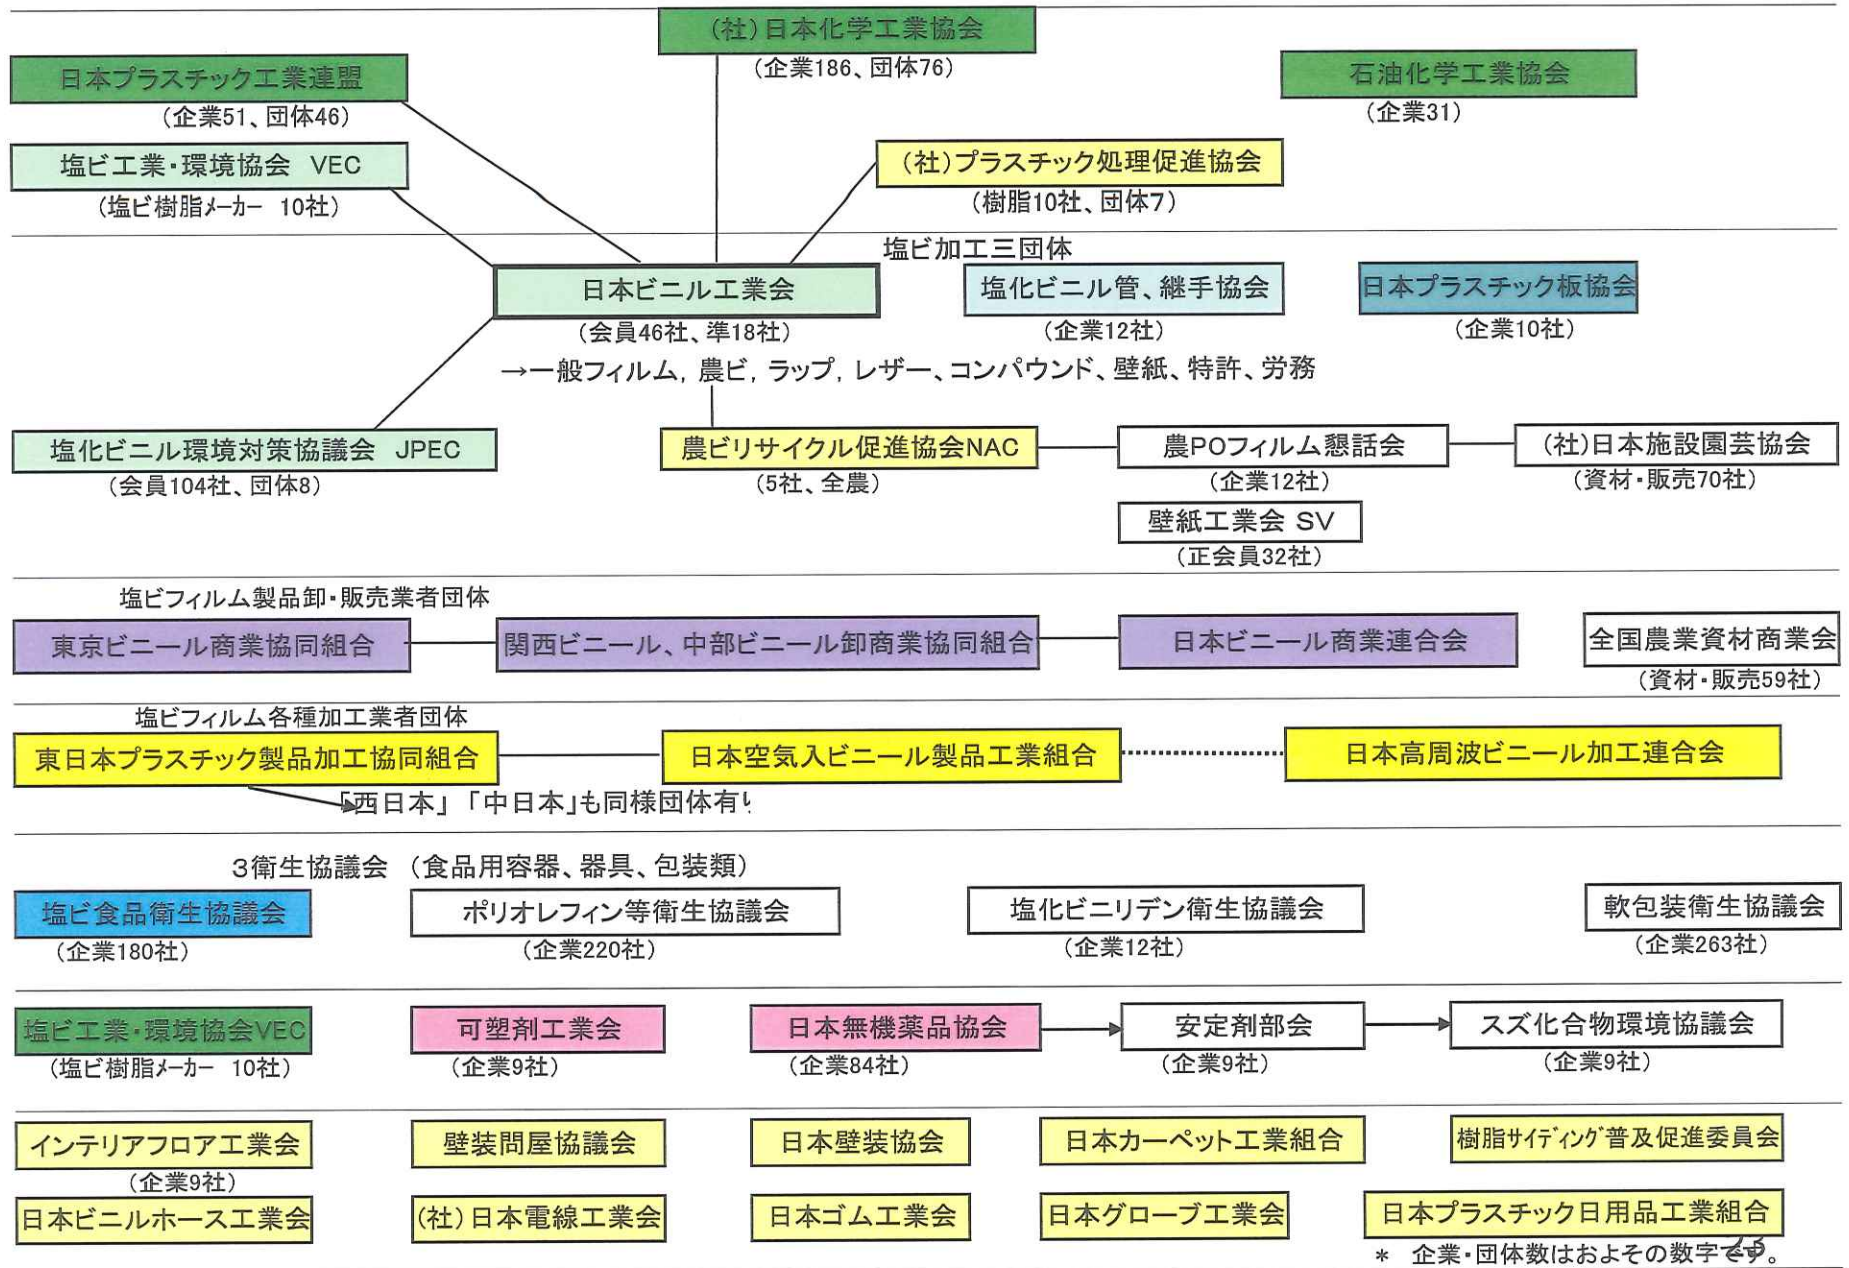 (社)日本化学工業協会
(企業186、団体76)
日本プラスチック工業連盟
(企業51、団体46)
石油化学工業協会
(企業31)
塩ビ工業・環境協会 VEC
(塩ビ樹脂メーカー 10社)
(社)プラスチック処理促進協会
(樹脂10社、団体7)
塩ビ加工三団体
日本ビニル工業会
(会員46社、準18社)
塩化ビニル管、継手協会
(企業12社)
日本プラスチック板協会
(企業10社)
→一般フィルム, 農ビ, ラップ, レザー、コンパウンド、壁紙、特許、労務
塩化ビニル環境対策協議会 JPEC
(会員104社、団体8)
農ビリサイクル促進協会NAC
(5社、全農)
農POフィルム懇話会
(企業12社)
(社)日本施設園芸協会
(資材・販売70社)
壁紙工業会 SV
(正会員32社)
塩ビフィルム製品卸・販売業者団体
東京ビニール商業協同組合
関西ビニール、中部ビニール卸商業協同組合
日本ビニール商業連合会
全国農業資材商業会
(資材・販売59社)
塩ビフィルム各種加工業者団体
東日本プラスチック製品加工協同組合
日本空気入ビニール製品工業組合
日本高周波ビニール加工連合会
「西日本」「中日本」も同様団体有り
3衛生協議会 (食品用容器、器具、包装類)
塩ビ食品衛生協議会
(企業180社)
ポリオレフィン等衛生協議会
(企業220社)
塩化ビニリデン衛生協議会
(企業12社)
軟包装衛生協議会
(企業263社)
塩ビ工業・環境協会VEC
(塩ビ樹脂メーカー 10社)
可塑剤工業会
(企業9社)
日本無機薬品協会
(企業84社)
安定剤部会
(企業9社)
スズ化合物環境協議会
(企業9社)
インテリアフロア工業会
(企業9社)
壁装問屋協議会
日本壁装協会
日本カーペット工業組合
樹脂サイディング普及促進委員会
日本ビニルホース工業会
(社)日本電線工業会
日本ゴム工業会
日本グローブ工業会
日本プラスチック日用品工業組合
* 企業・団体数はおよその数字です。